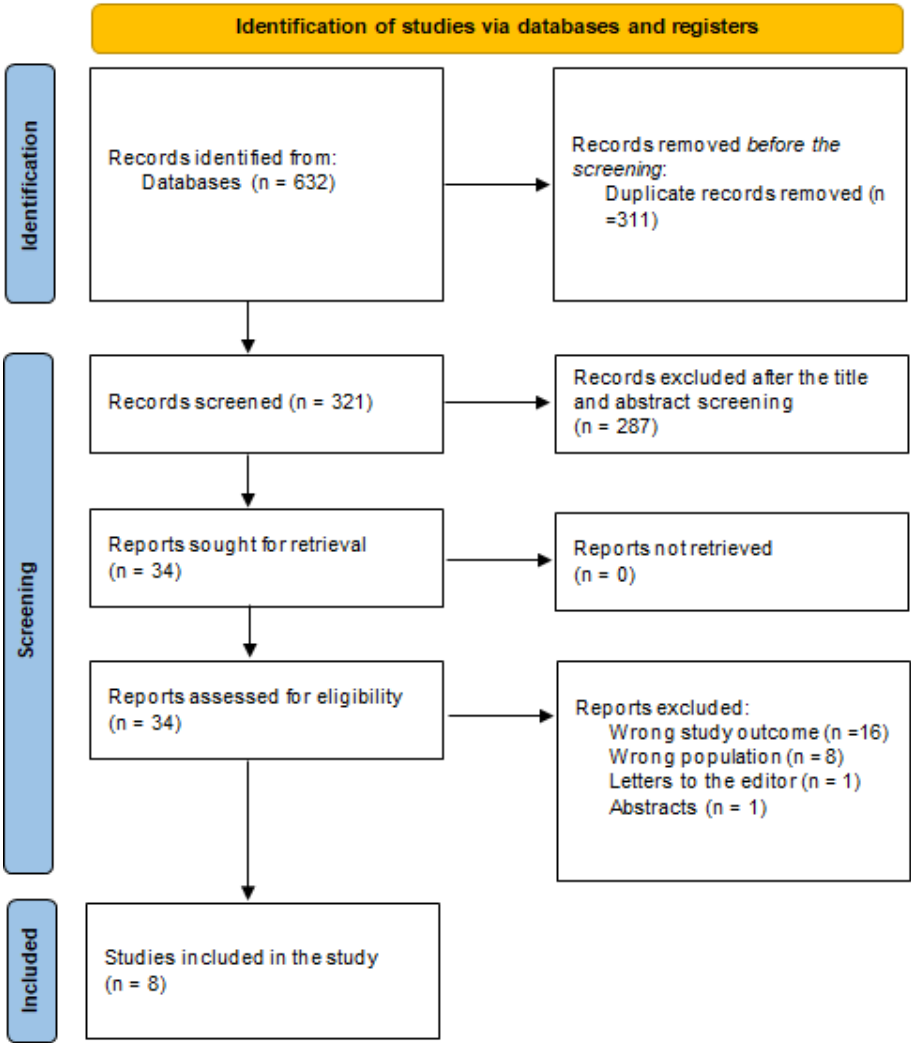 Identification of studies via databases and registers
Identification
Records identified from:
Databases (n = 632)
Records removed before the
screening:
Duplicate records removed (n
=311)
Screening
Records screened (n = 321)
Records excluded after the title
and abstract screening
(n = 287)
Reports sought for retrieval
(n = 34)
Reports not retrieved
(n = 0)
Reports assessed for eligibility
(n = 34)
Reports excluded:
Wrong study outcome (n =16)
Wrong population (n = 8)
Letters to the editor (n = 1)
Abstracts (n = 1)
Included
Studies included in the study
(n = 8)